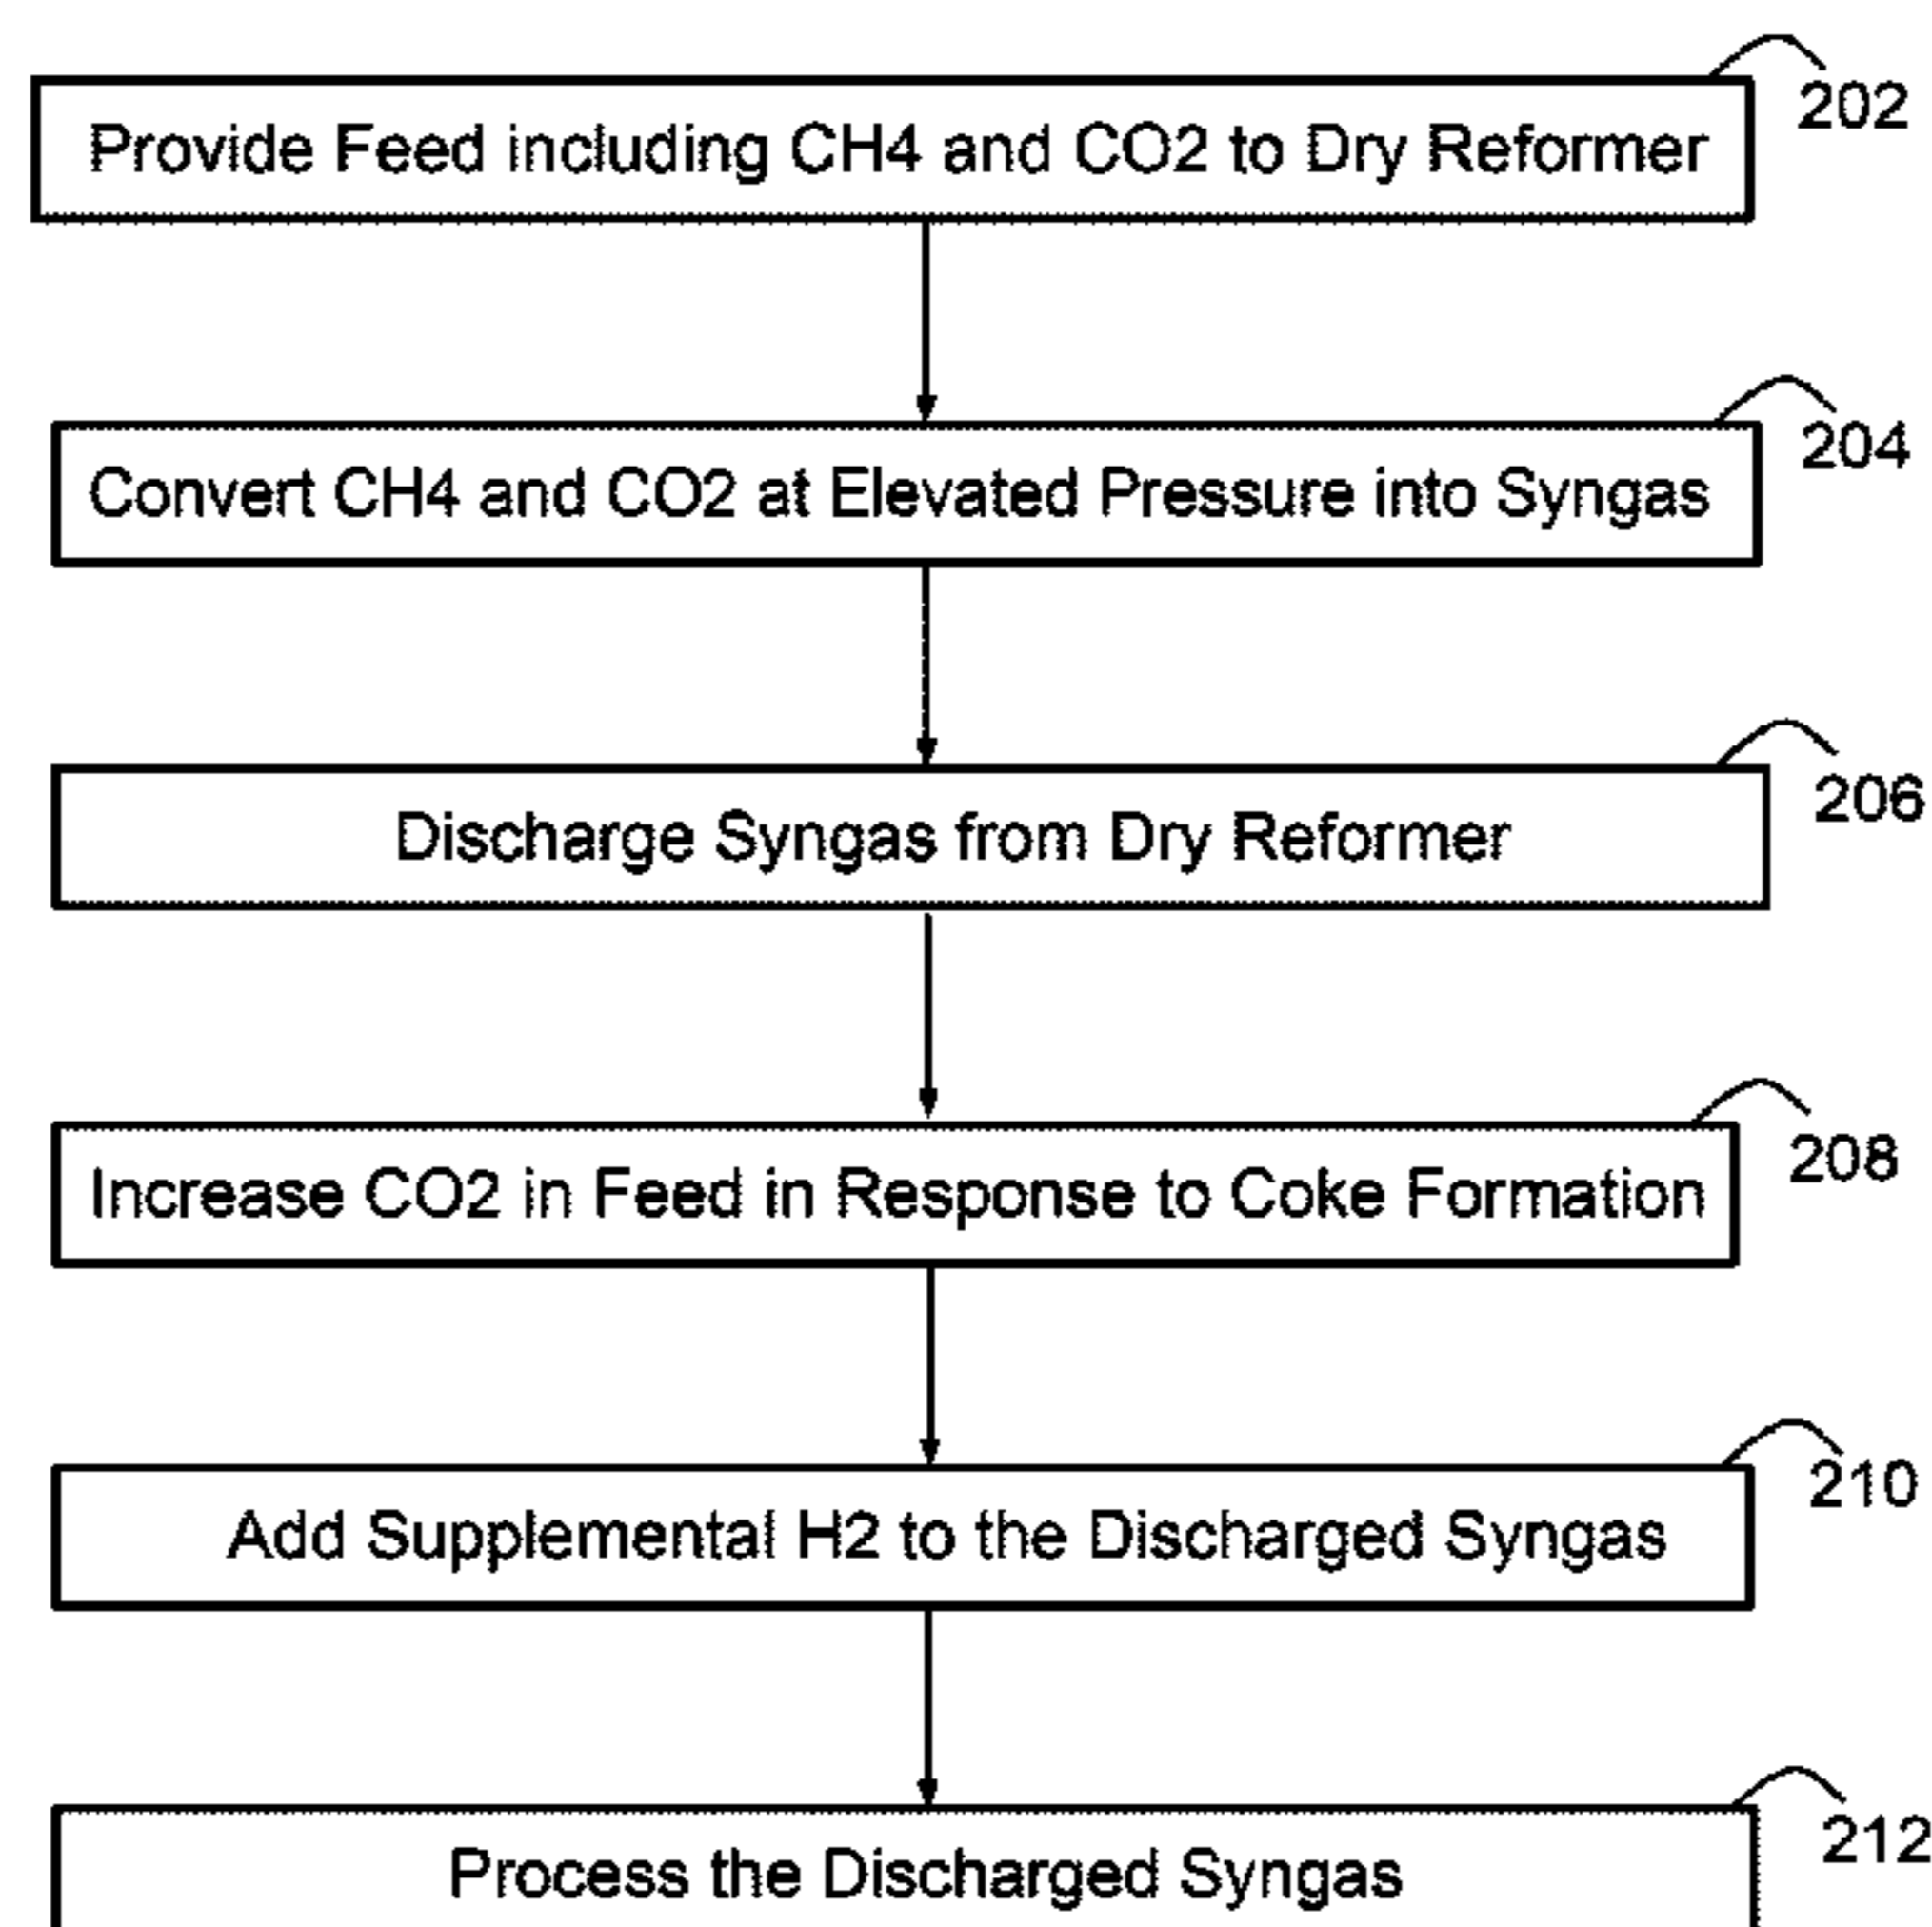 202
Provide Feed including CH4 and CO2 to Dry Reformer
204
Convert CH4 and CO2 at Elevated Pressure into Syngas
206
Discharge Syngas from Dry Reformer
208
Increase CO2 in Feed in Response to Coke Formation
210
Add Supplemental H2 to the Discharged Syngas
212
Process the Discharged Syngas